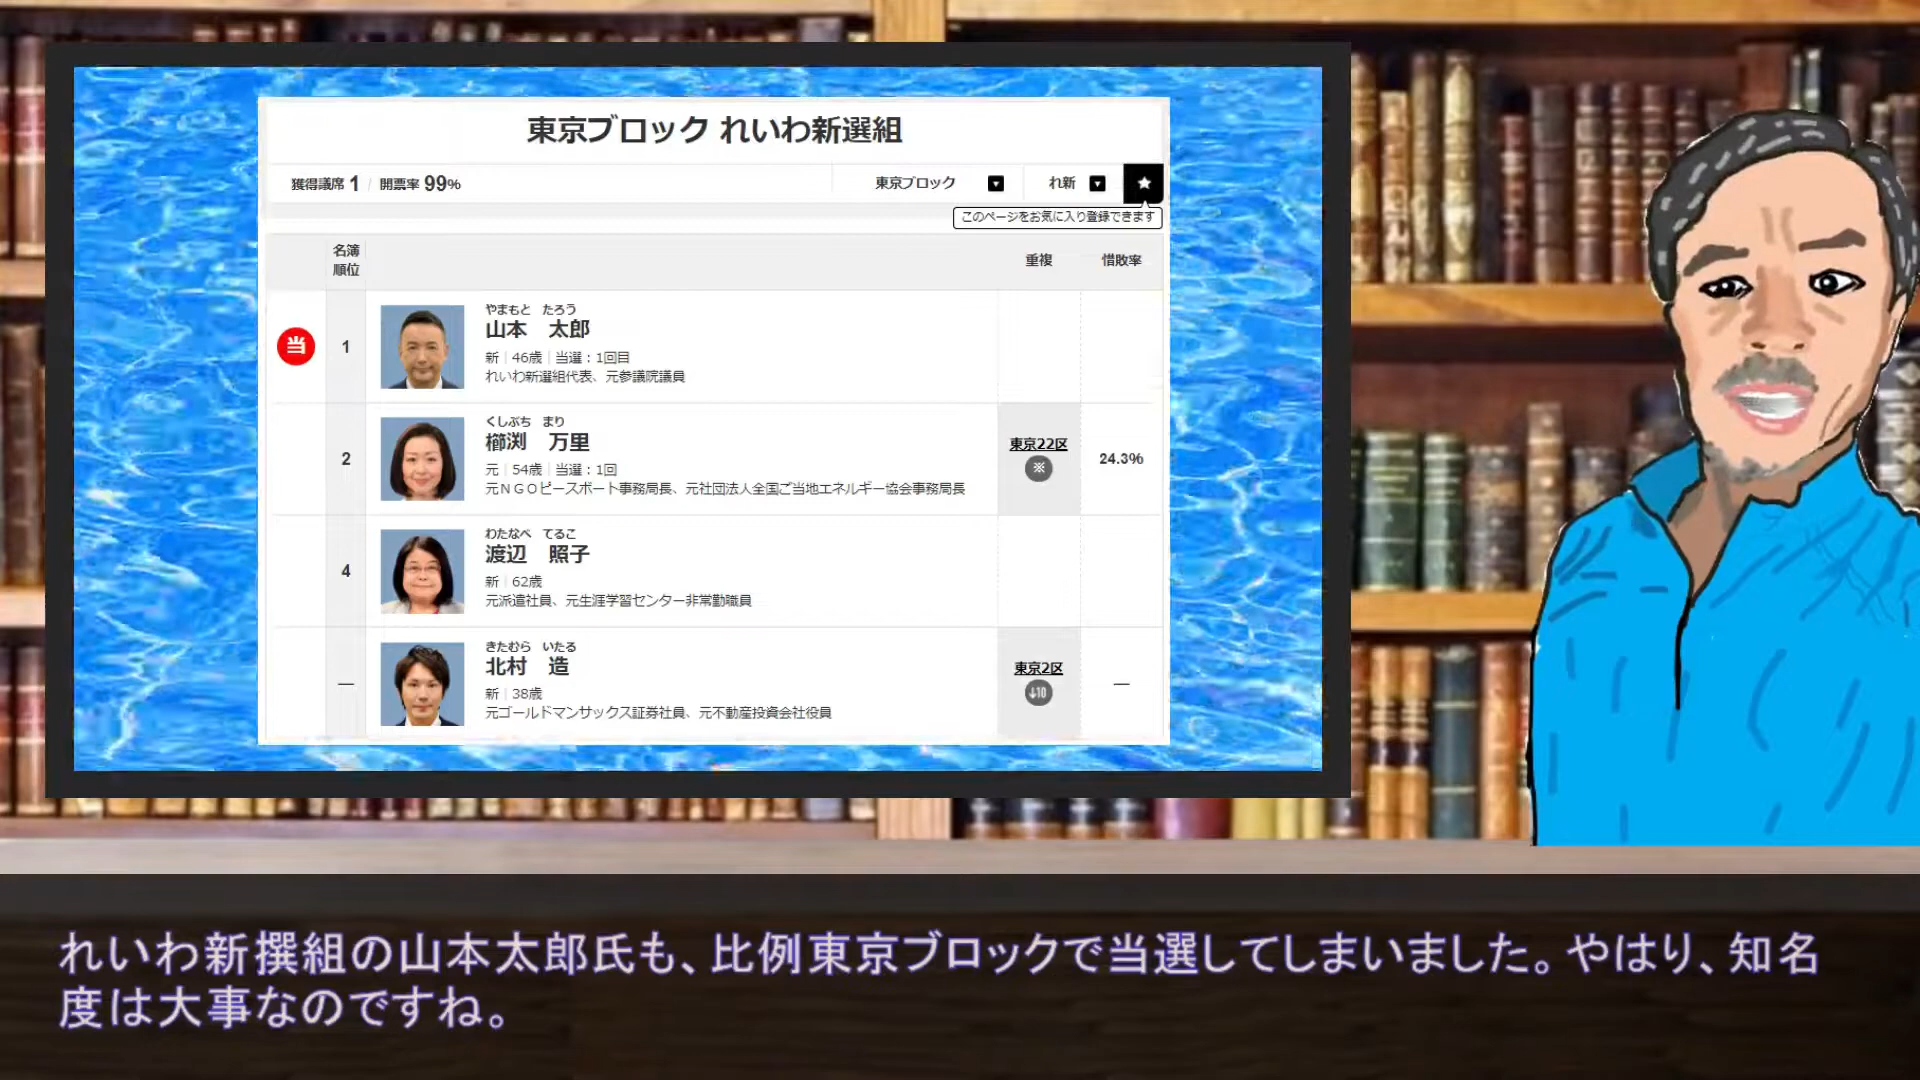 東京ブロック れいわ新選組
獲得議席 1 / 開票率 99% 東京ブロック れ新
このページをお気に入り登録できます
名簿順位 重複 惜敗率
当 1
やまもと たろう
山本 太郎
新 | 46歳 | 当選：1回目
れいわ新選組代表、元参議院議員
2
くしぶち まり
櫛渕 万里
元 | 54歳 | 当選：1回
元ＮＧＯピースボート事務局長、元社団法人全国ご当地エネルギー協会事務局長
東京22区
※
24.3%
4
わたなべ てるこ
渡辺 照子
新 | 62歳
元派遣社員、元生涯学習センター非常勤職員
―
きたむら いたる
北村 造
新 | 38歳
元ゴールドマンサックス証券社員、元不動産投資会社役員
東京2区
↓10
―
れいわ新撰組の山本太郎氏も、比例東京ブロックで当選してしまいました。やはり、知名
度は大事なのですね。